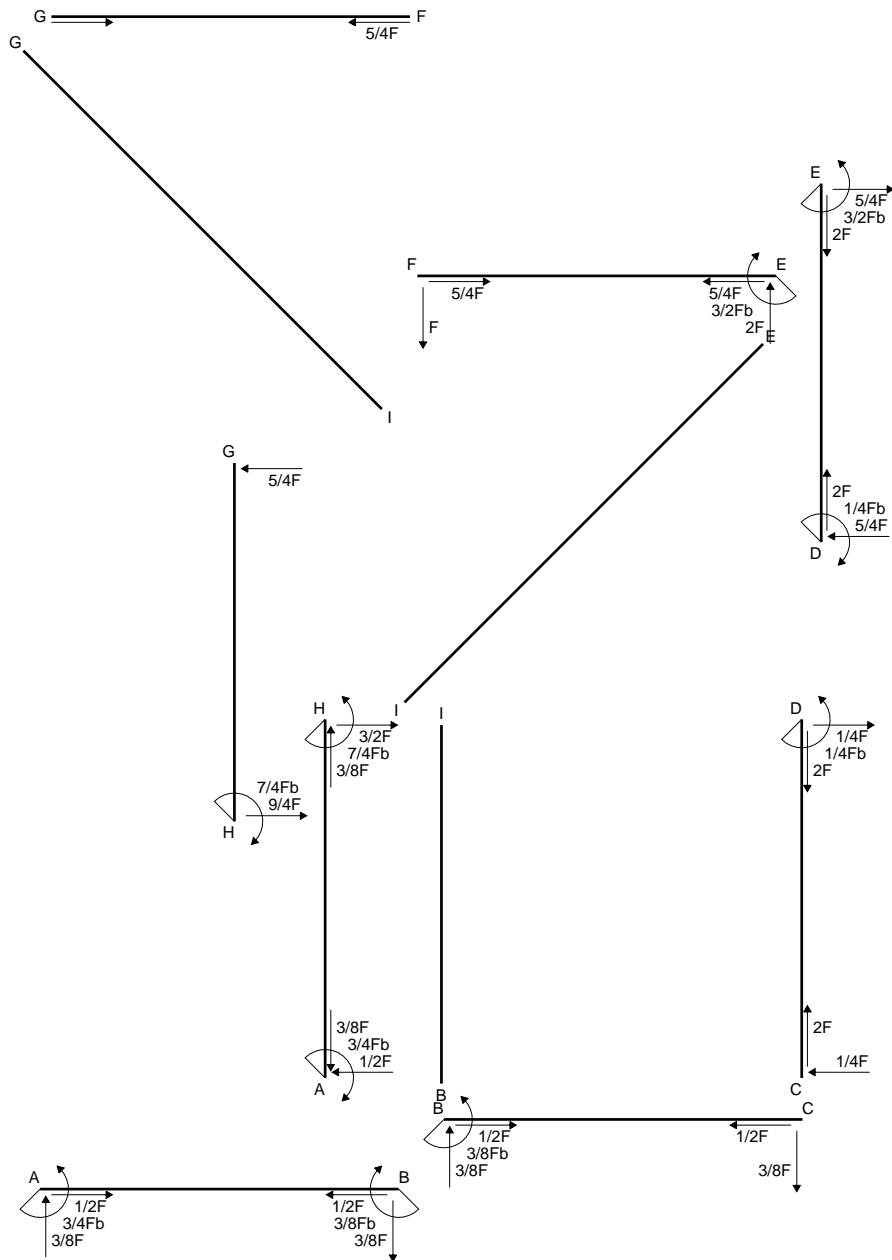 G F
5/4F
G
E
5/4F
3/2Fb
2F
F E
5/4F 5/4F
3/2Fb
F 2F
E
I
G
5/4F
2F
1/4Fb
5/4F
D
H I I D
3/2F 1/4F
7/4Fb 1/4Fb
3/8F 2F
7/4Fb
9/4F
H
3/8F 2F
3/4Fb
1/2F 1/4F
A B C
B C
1/2F 1/2F
3/8Fb
3/8F 3/8F
A B
1/2F 1/2F
3/4Fb 3/8Fb
3/8F 3/8F